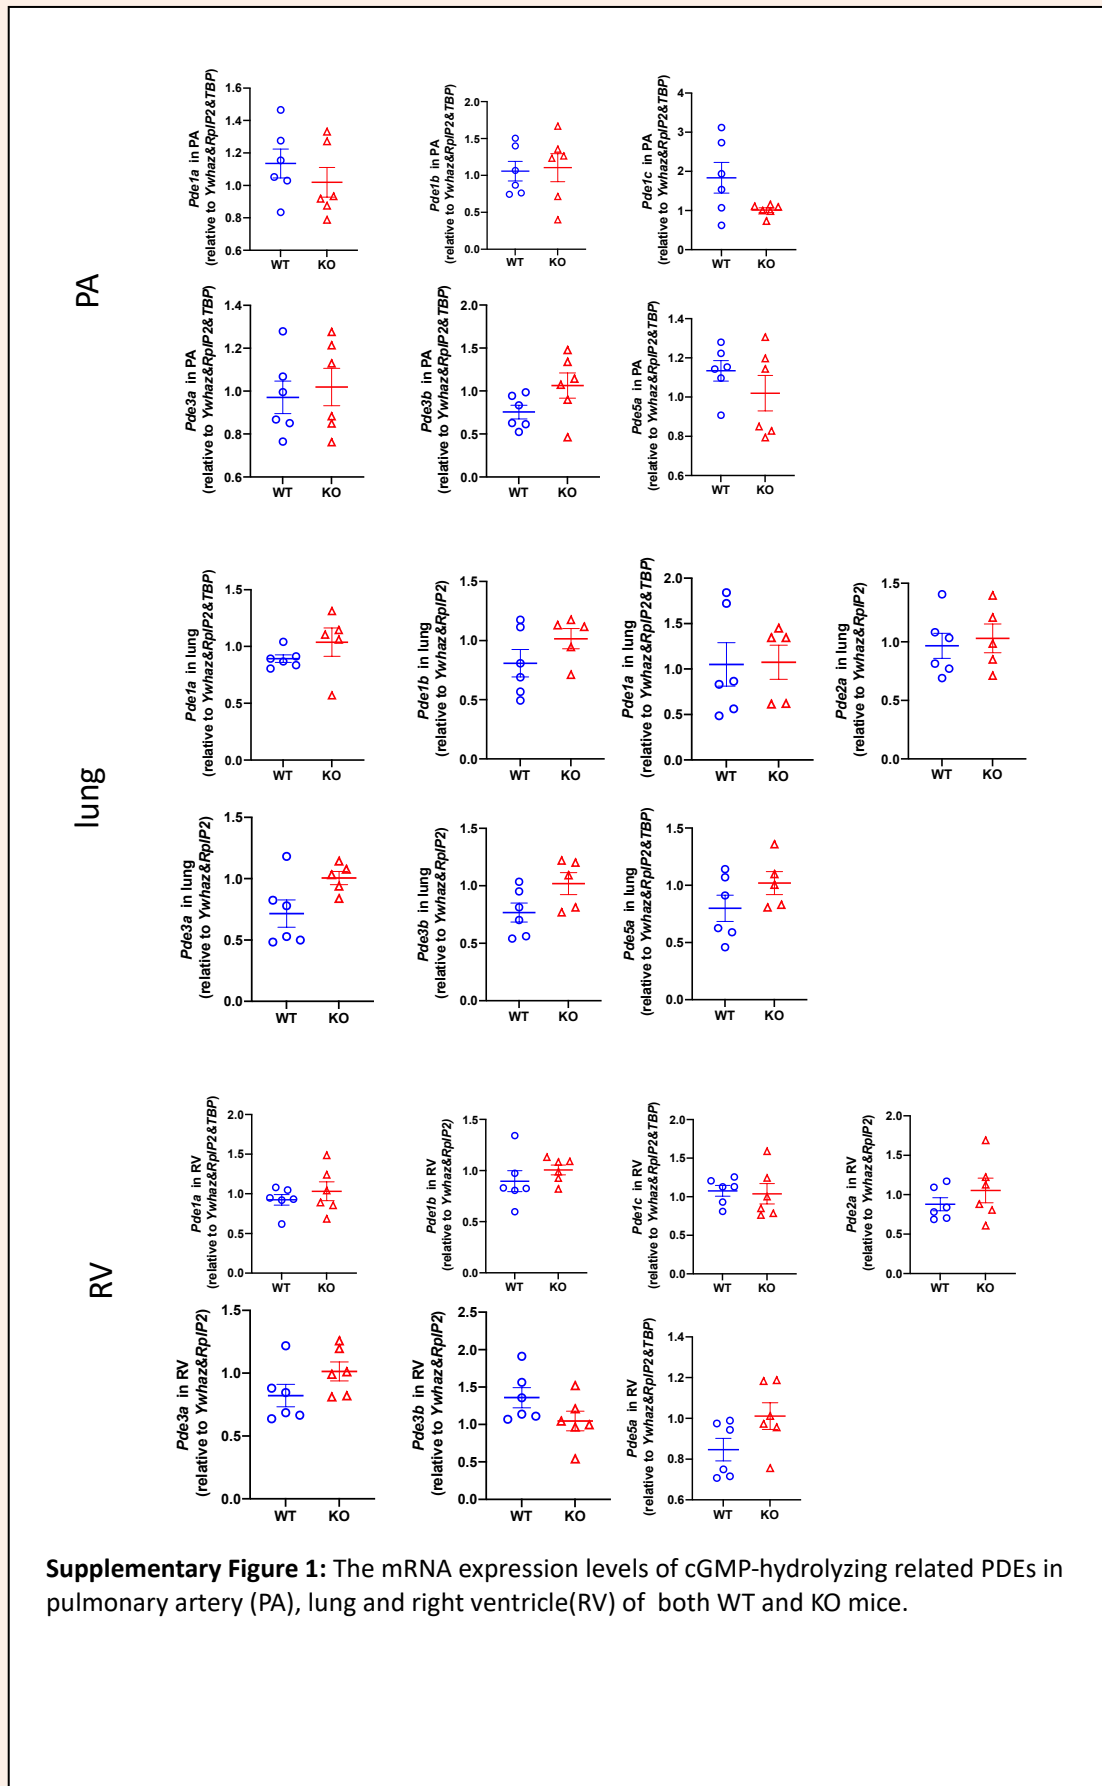 PA
Pde1a in PA
(relative to Ywhaz&RplP2&TBP)
1.6
1.4
1.2
1.0
0.8
0.6
WT KO
Pde1b in PA
(relative to Ywhaz&RplP2&TBP)
2.0
1.5
1.0
0.5
0.0
WT KO
Pde1c in PA
(relative to Ywhaz&RplP2&TBP)
4
3
2
1
0
WT KO
Pde3a in PA
(relative to Ywhaz&RplP2&TBP)
1.4
1.2
1.0
0.8
0.6
WT KO
Pde3b in PA
(relative to Ywhaz&RplP2&TBP)
2.0
1.5
1.0
0.5
0.0
WT KO
Pde5a in PA
(relative to Ywhaz&RplP2&TBP)
1.4
1.2
1.0
0.8
0.6
WT KO
lung
Pde1a in lung
(relative to Ywhaz&RplP2&TBP)
1.5
1.0
0.5
0.0
WT KO
Pde1b in lung
(relative to Ywhaz&RplP2)
1.5
1.0
0.5
0.0
WT KO
Pde1a in lung
(relative to Ywhaz&RplP2&TBP)
2.0
1.5
1.0
0.5
0.0
WT KO
Pde2a in lung
(relative to Ywhaz&RplP2)
1.5
1.0
0.5
0.0
WT KO
Pde3a in lung
(relative to Ywhaz&RplP2)
1.5
1.0
0.5
0.0
WT KO
Pde3b in lung
(relative to Ywhaz&RplP2)
1.5
1.0
0.5
0.0
WT KO
Pde5a in lung
(relative to Ywhaz&RplP2&TBP)
1.5
1.0
0.5
0.0
WT KO
RV
Pde1a in RV
(relative to Ywhaz&RplP2&TBP)
2.0
1.5
1.0
0.5
0.0
WT KO
Pde1b in RV
(relative to Ywhaz&RplP2)
1.5
1.0
0.5
0.0
WT KO
Pde1c in RV
(relative to Ywhaz&RplP2&TBP)
2.0
1.5
1.0
0.5
0.0
WT KO
Pde2a in RV
(relative to Ywhaz&RplP2)
2.0
1.5
1.0
0.5
0.0
WT KO
Pde3a in RV
(relative to Ywhaz&RplP2)
1.5
1.0
0.5
0.0
WT KO
Pde3b in RV
(relative to Ywhaz&RplP2)
2.5
2.0
1.5
1.0
0.5
0.0
WT KO
Pde5a in RV
(relative to Ywhaz&RplP2&TBP)
1.4
1.2
1.0
0.8
0.6
WT KO
Supplementary Figure 1: The mRNA expression levels of cGMP-hydrolyzing related PDEs in
pulmonary artery (PA), lung and right ventricle(RV) of both WT and KO mice.